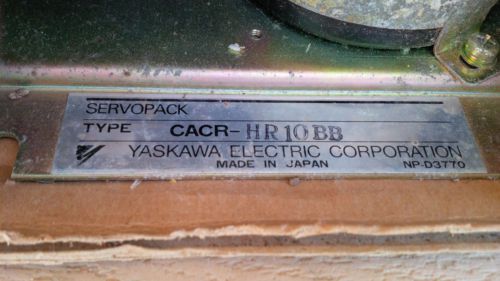 SERVOPACK
TYPE CACR-HR10BB
YASKAWA ELECTRIC CORPORATION
MADE IN JAPAN NP-D3770